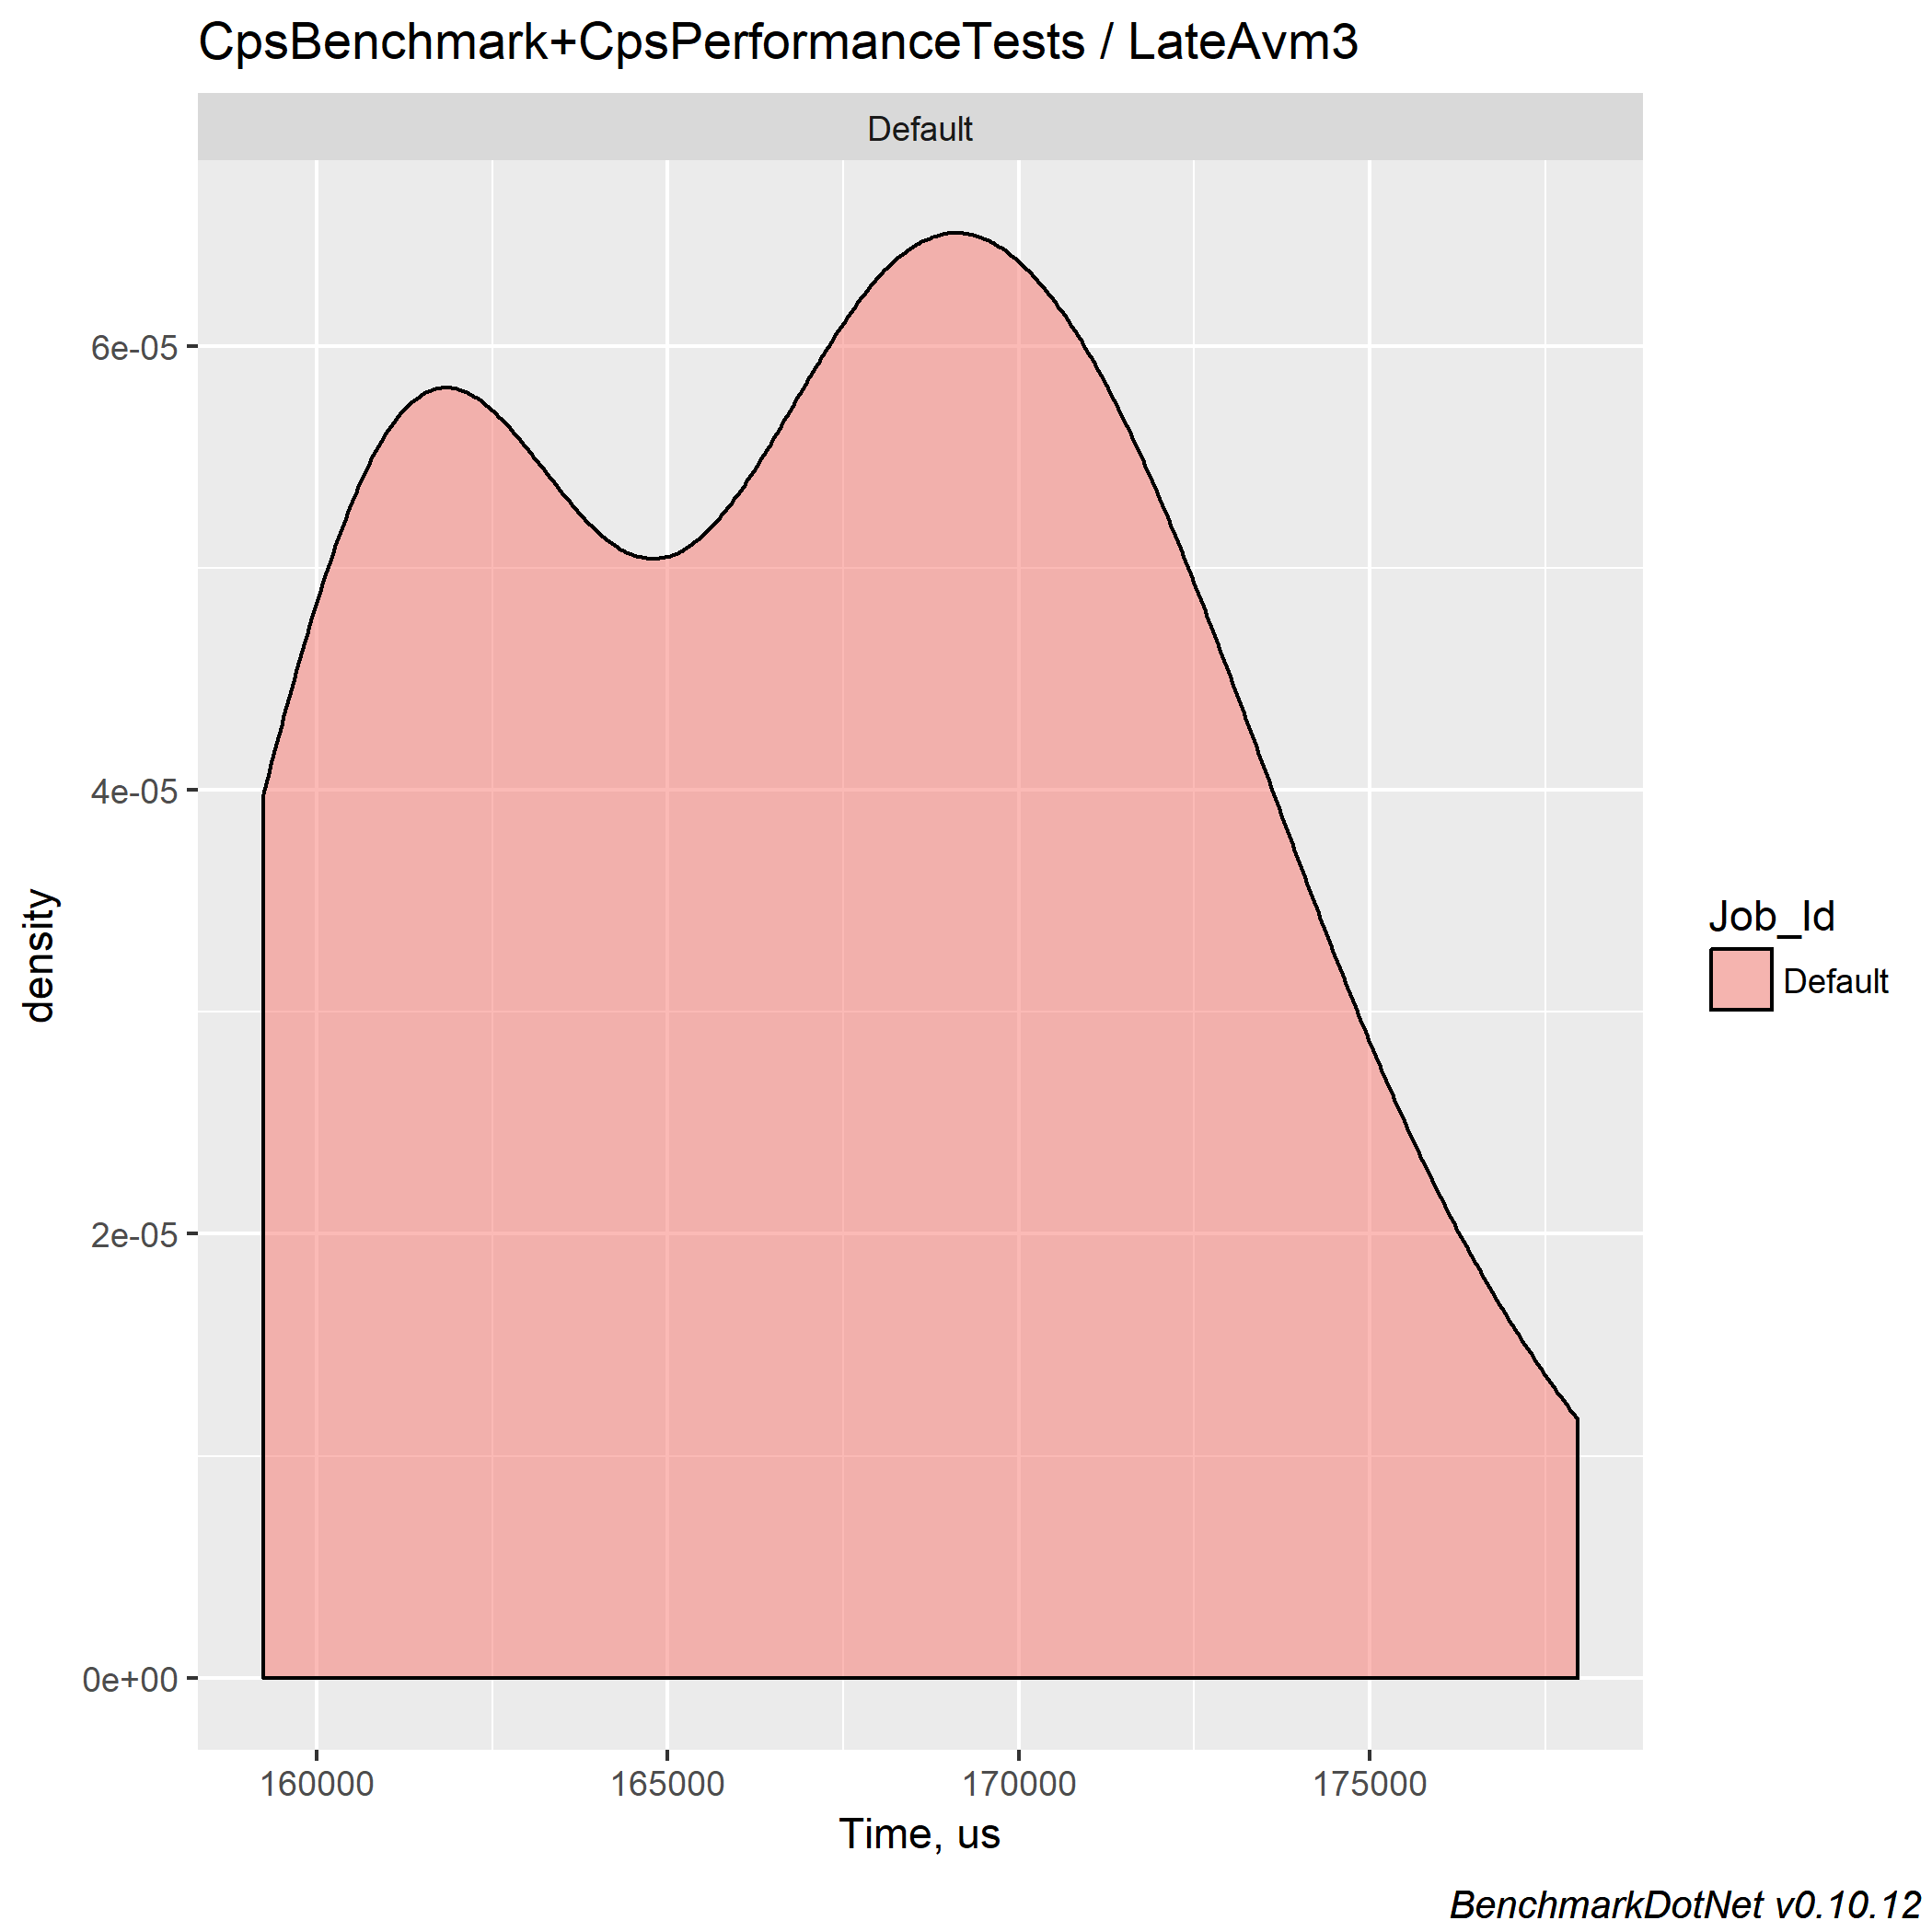 CpsBenchmark+CpsPerformanceTests / LateAvm3
Default
6e-05
4e-05
2e-05
0e+00
density
160000 165000 170000 175000
Time, us
Job_Id
Default
BenchmarkDotNet v0.10.12